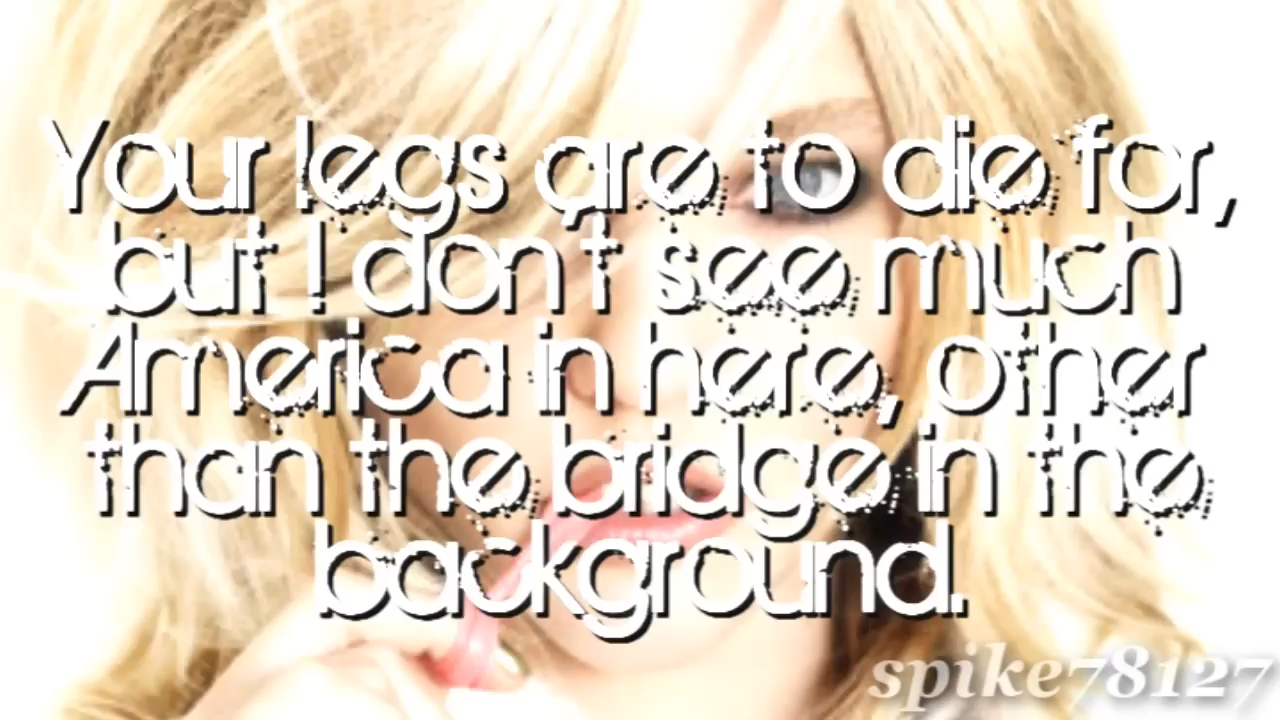 Your legs are to die for,
but I don't see much
America in here, other
than the bridge in the
background.
spike78127